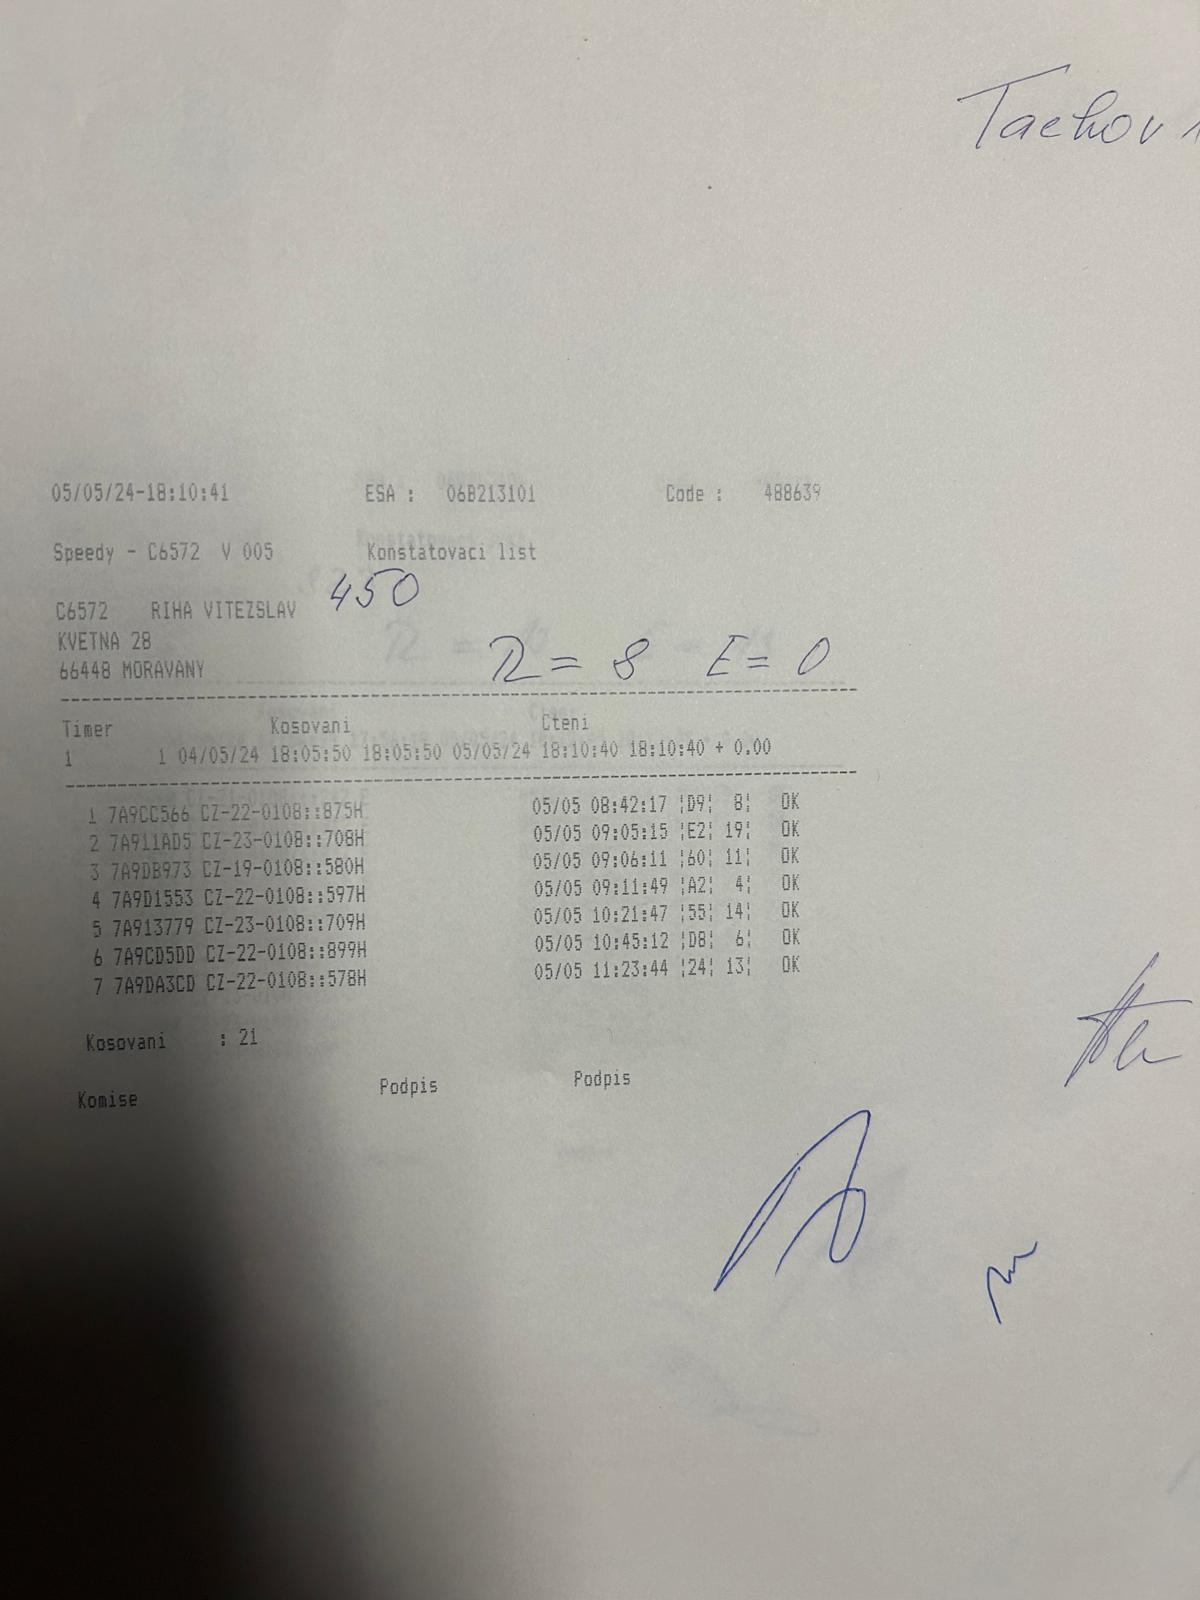 Tachov
05/05/24-18:10:41 ESA : 06B213101 Code : 488639
Speedy - C6572 V 005 Konstatovaci list
450
C6572 RIHA VITEZSLAV
KVETNA 28
66448 MORAVANY
R = 8 E = 0
Timer Kosovani Cteni
1 1 04/05/24 18:05:50 18:05:50 05/05/24 18:10:40 18:10:40 + 0.00
1 7A9CC566 CZ-22-0108::875H 05/05 08:42:17 ¦D9¦ 8¦ OK
2 7A911AD5 CZ-23-0108::708H 05/05 09:05:15 ¦E2¦ 19¦ OK
3 7A9DB973 CZ-19-0108::580H 05/05 09:06:11 ¦60¦ 11¦ OK
4 7A9D1553 CZ-22-0108::597H 05/05 09:11:49 ¦A2¦ 4¦ OK
5 7A913779 CZ-23-0108::709H 05/05 10:21:47 ¦55¦ 14¦ OK
6 7A9CD5DD CZ-22-0108::899H 05/05 10:45:12 ¦D8¦ 6¦ OK
7 7A9DA3CD CZ-22-0108::578H 05/05 11:23:44 ¦24¦ 13¦ OK
Kosovani : 21
Komise Podpis Podpis